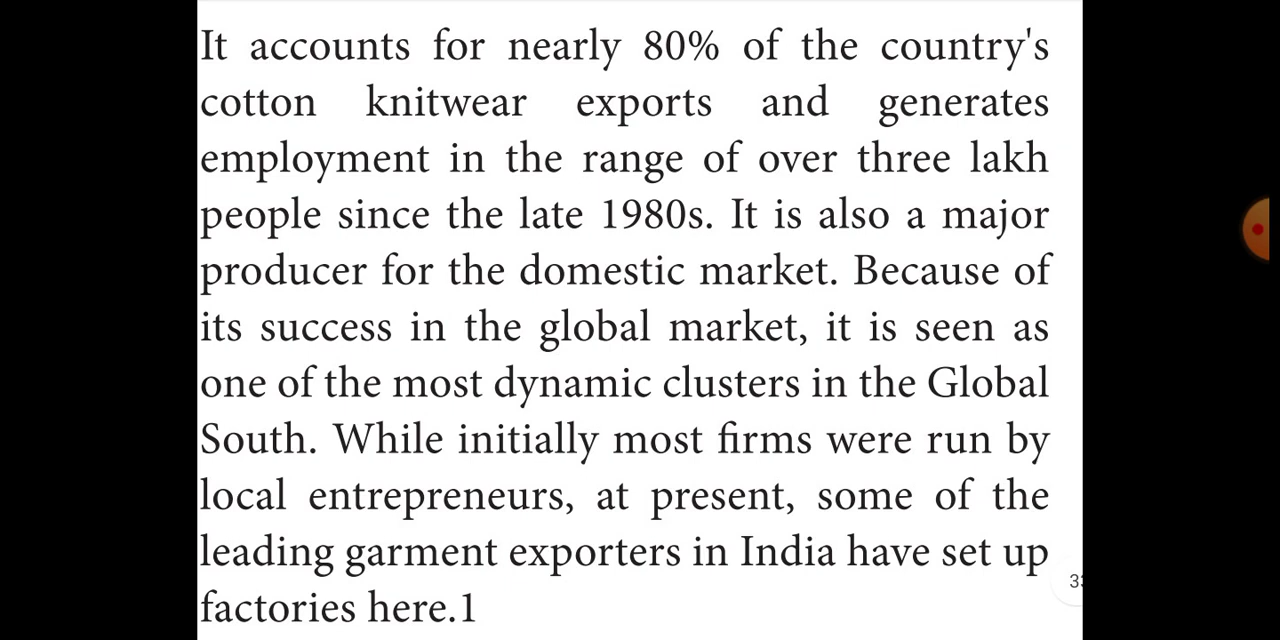 It accounts for nearly 80% of the country's
cotton knitwear exports and generates
employment in the range of over three lakh
people since the late 1980s. It is also a major
producer for the domestic market. Because of
its success in the global market, it is seen as
one of the most dynamic clusters in the Global
South. While initially most firms were run by
local entrepreneurs, at present, some of the
leading garment exporters in India have set up
factories here.1